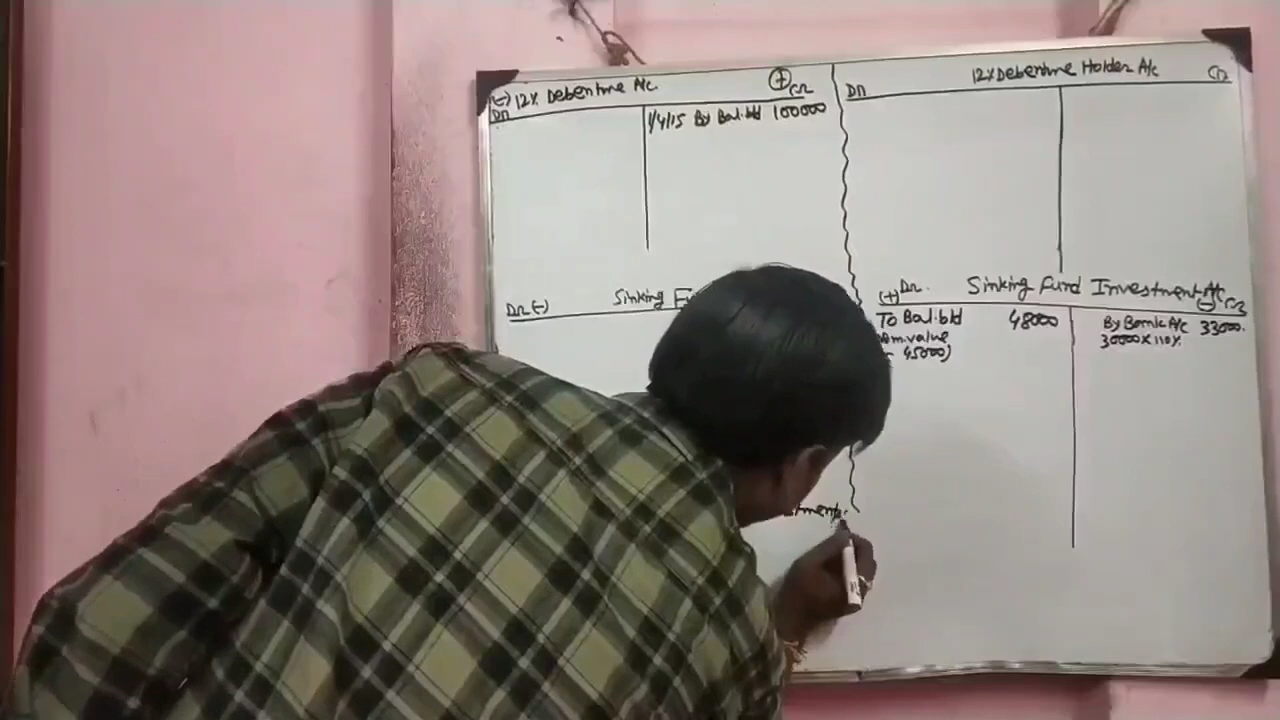 (-) 12% Debenture A/c. (+)
Dr Cr
1/4/15 By Bal.b/d 100000
12% Debenture Holder A/c
Dr Cr
Dr (-) Sinking
(+) Dr. Sinking Fund Investment A/c (-) Cr
To Bal.b/d 48000
value
45000)
By Bank A/c 33000.
30000 x 110%